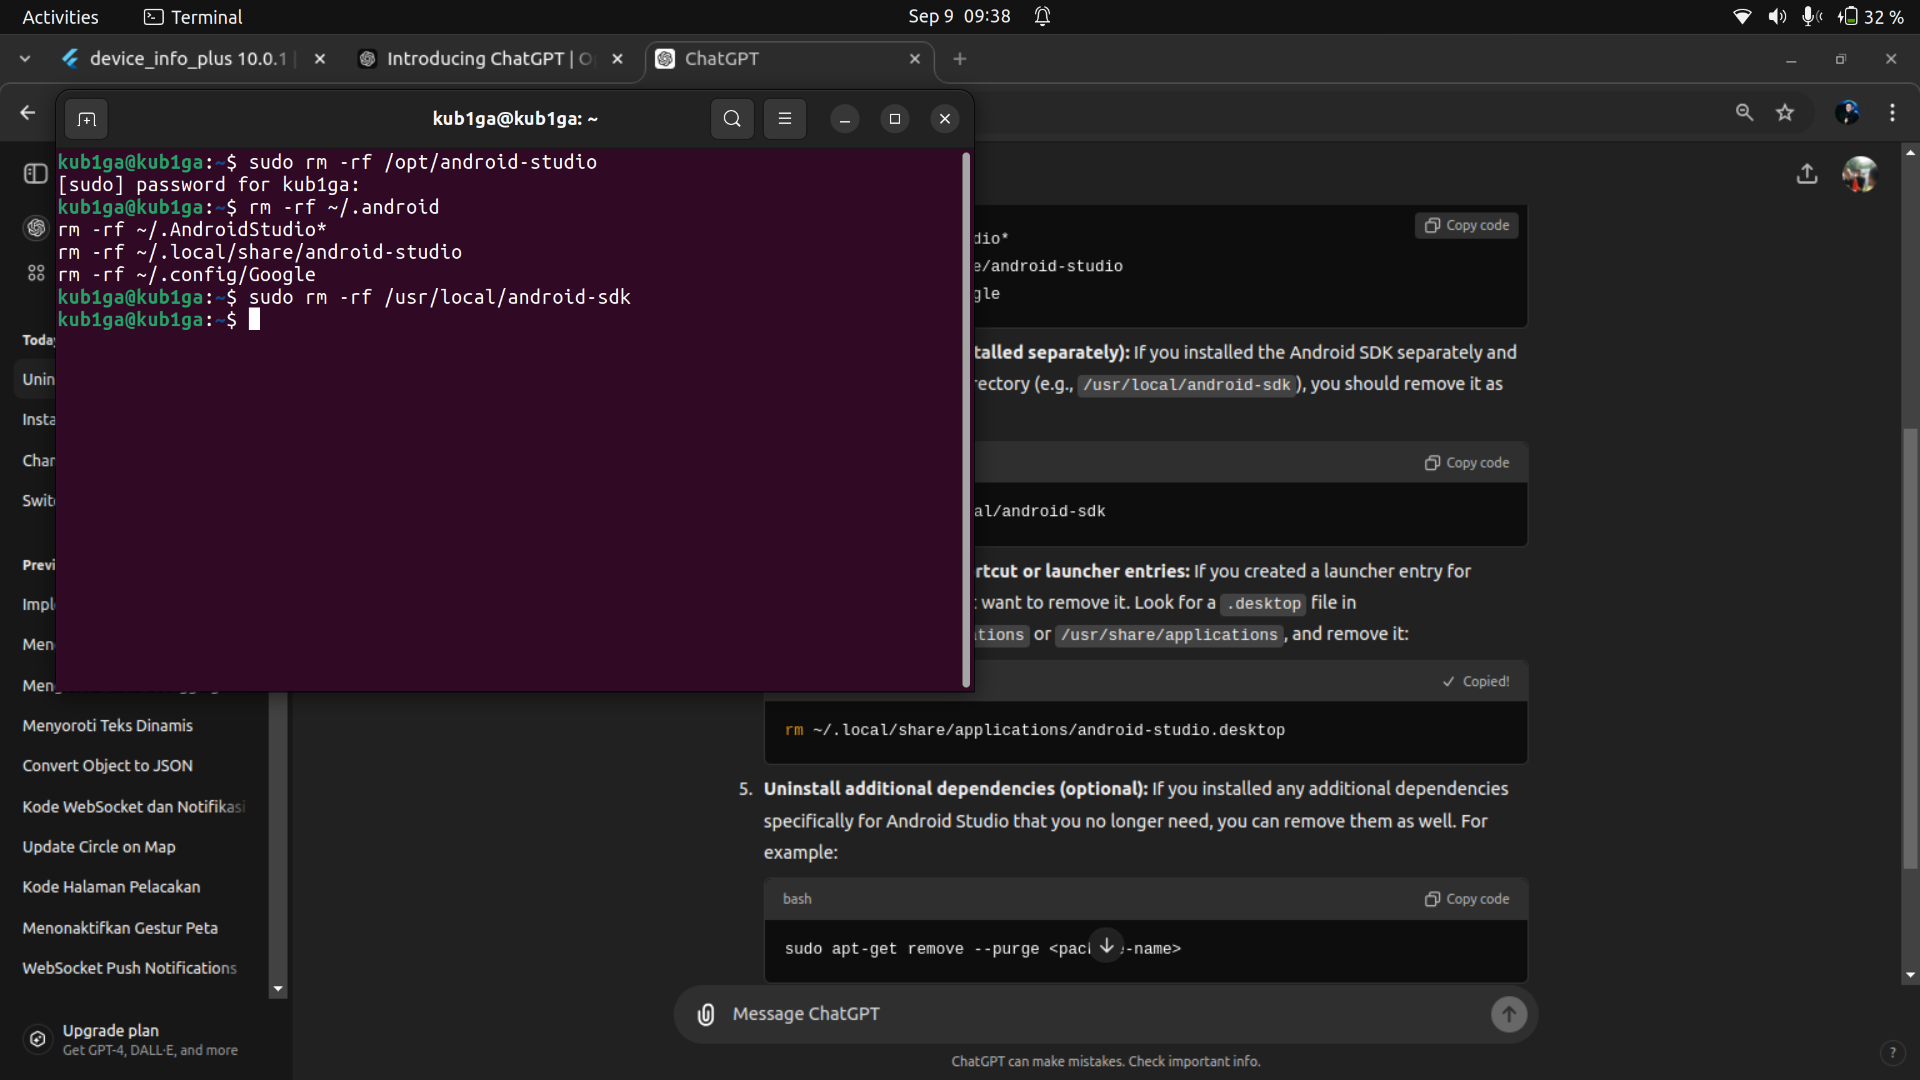 Activities
Terminal
Sep 9 09:38
32 %
device_info_plus 10.0.1
Introducing ChatGPT | O
ChatGPT
kub1ga@kub1ga: ~
kub1ga@kub1ga:~$ sudo rm -rf /opt/android-studio
[sudo] password for kub1ga:
kub1ga@kub1ga:~$ rm -rf ~/.android
rm -rf ~/.AndroidStudio*
rm -rf ~/.local/share/android-studio
rm -rf ~/.config/Google
kub1ga@kub1ga:~$ sudo rm -rf /usr/local/android-sdk
kub1ga@kub1ga:~$
Today
Unin
Insta
Char
Swit
Previ
Impl
Men
Meng
Menyoroti Teks Dinamis
Convert Object to JSON
Kode WebSocket dan Notifikasi
Update Circle on Map
Kode Halaman Pelacakan
Menonaktifkan Gestur Peta
WebSocket Push Notifications
Upgrade plan
Get GPT-4, DALL·E, and more
Copy code
dio*
e/android-studio
gle
talled separately): If you installed the Android SDK separately and
rectory (e.g., /usr/local/android-sdk), you should remove it as
Copy code
al/android-sdk
rtcut or launcher entries: If you created a launcher entry for
want to remove it. Look for a .desktop file in
tions or /usr/share/applications, and remove it:
Copied!
rm ~/.local/share/applications/android-studio.desktop
5. Uninstall additional dependencies (optional): If you installed any additional dependencies
specifically for Android Studio that you no longer need, you can remove them as well. For
example:
bash
Copy code
sudo apt-get remove --purge <pac -name>
Message ChatGPT
ChatGPT can make mistakes. Check important info.
?